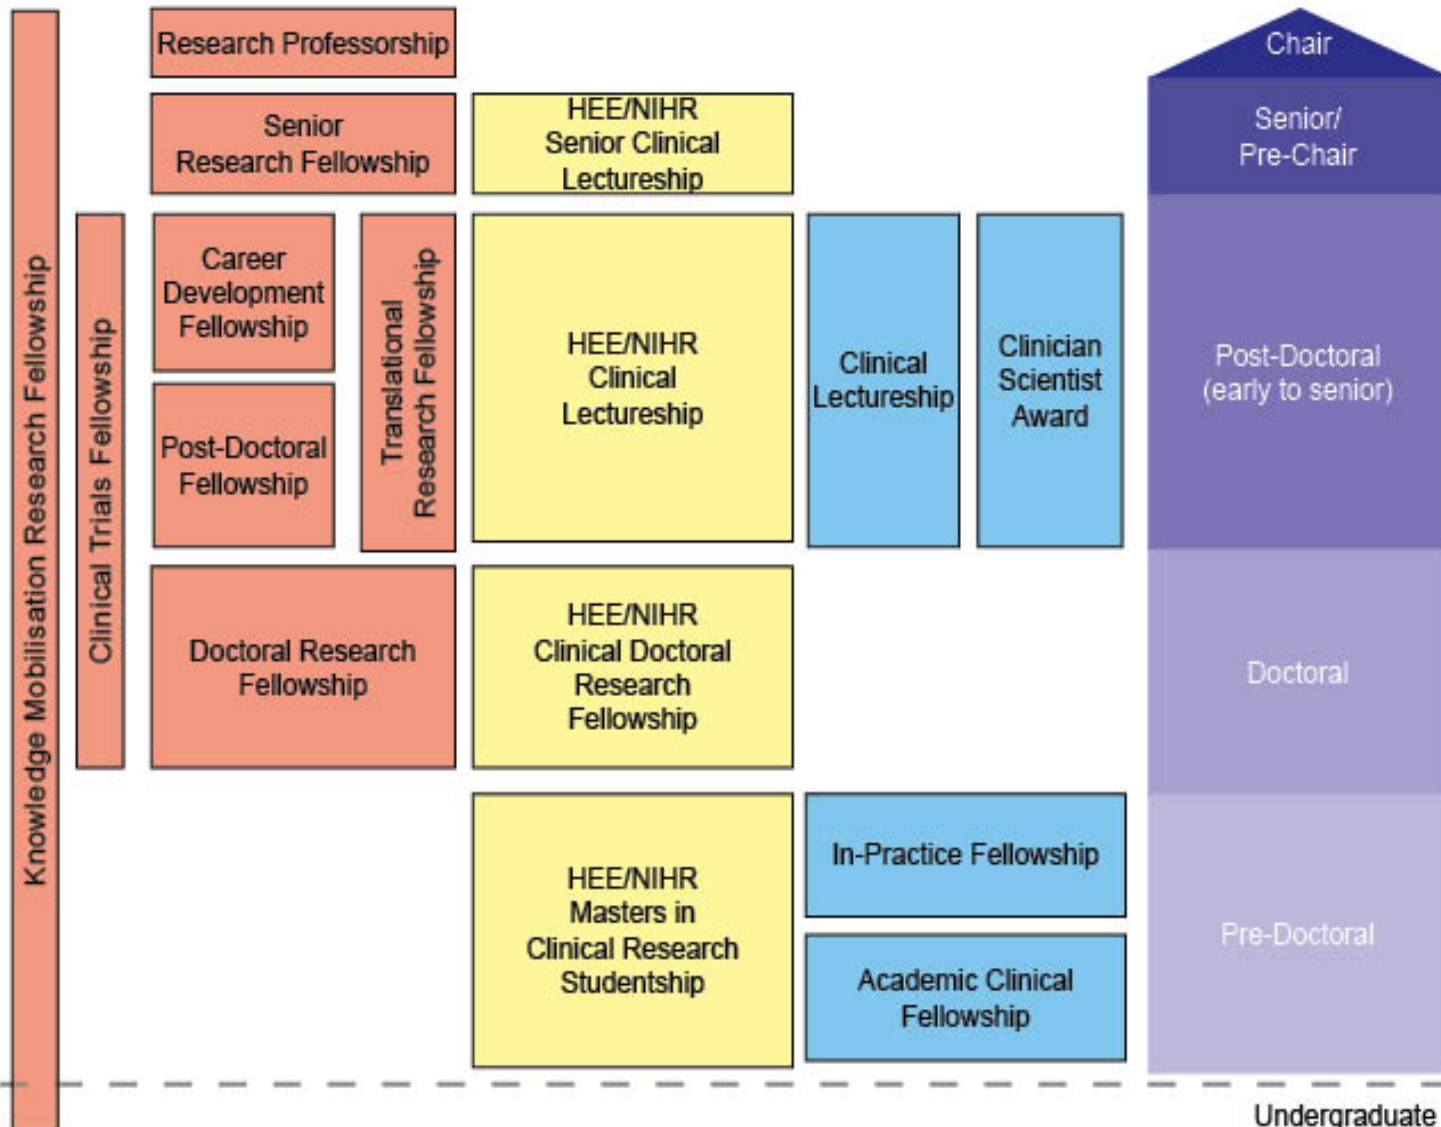 Knowledge Mobilisation Research Fellowship
Clinical Trials Fellowship
Research Professorship
Senior
Research Fellowship
Career
Development
Fellowship
Post-Doctoral
Fellowship
Translational
Research Fellowship
Doctoral Research
Fellowship
HEE/NIHR
Senior Clinical
Lectureship
HEE/NIHR
Clinical
Lectureship
HEE/NIHR
Clinical Doctoral
Research
Fellowship
HEE/NIHR
Masters in
Clinical Research
Studentship
Clinical
Lectureship
Clinician
Scientist
Award
In-Practice Fellowship
Academic Clinical
Fellowship
Chair
Senior/
Pre-Chair
Post-Doctoral
(early to senior)
Doctoral
Pre-Doctoral
Undergraduate